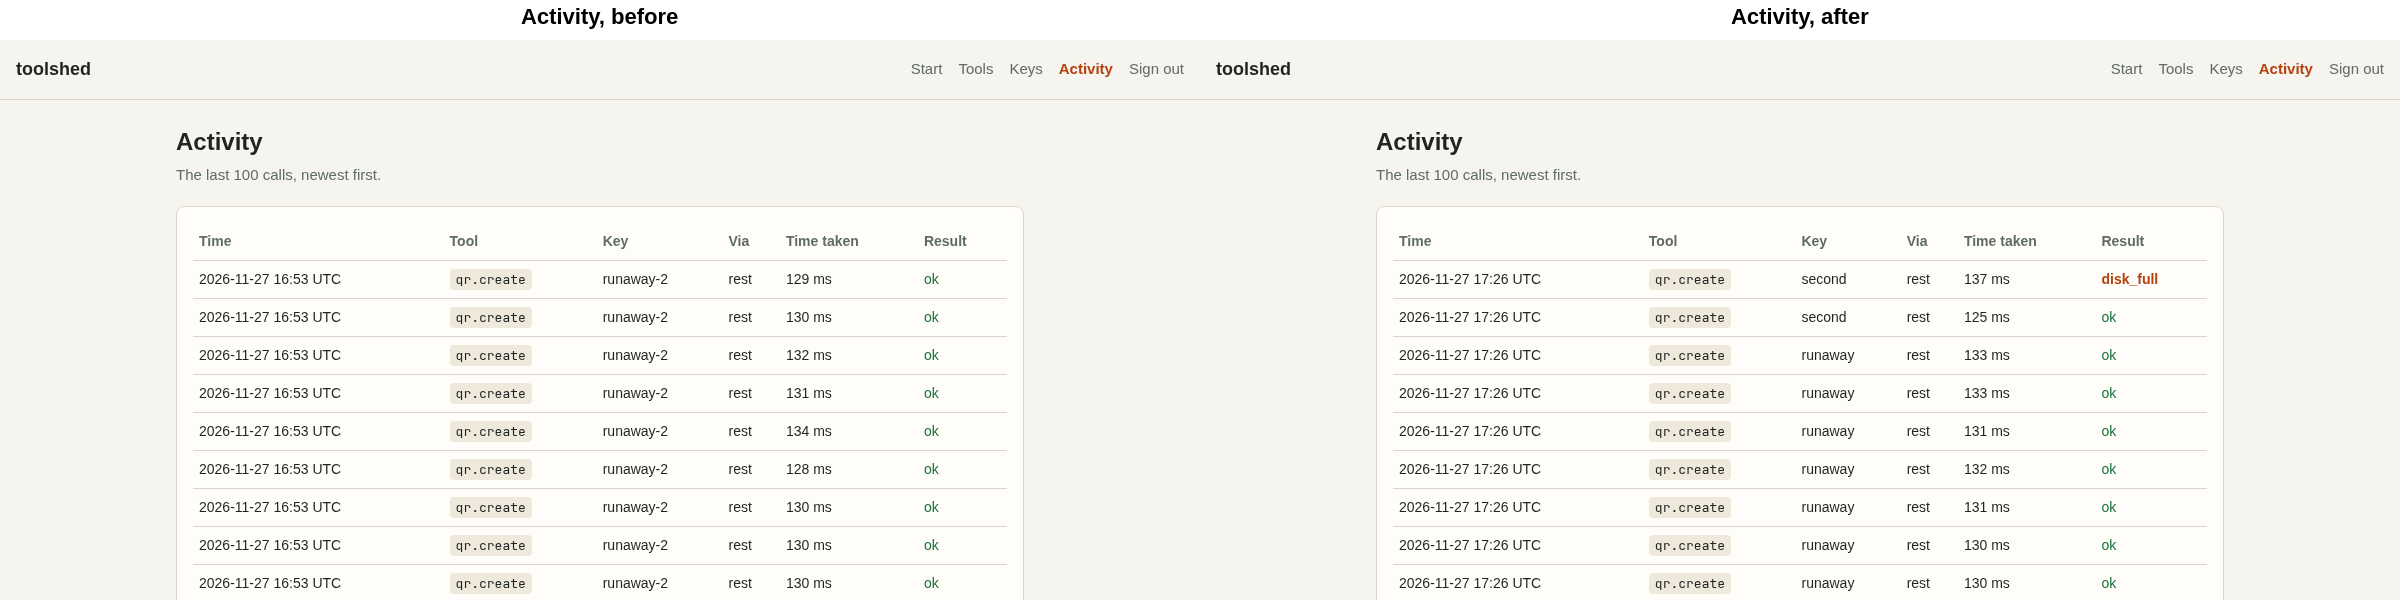 Activity, before
toolshed Start Tools Keys Activity Sign out
Activity
The last 100 calls, newest first.
Time Tool Key Via Time taken Result
2026-11-27 16:53 UTC qr.create runaway-2 rest 129 ms ok
2026-11-27 16:53 UTC qr.create runaway-2 rest 130 ms ok
2026-11-27 16:53 UTC qr.create runaway-2 rest 132 ms ok
2026-11-27 16:53 UTC qr.create runaway-2 rest 131 ms ok
2026-11-27 16:53 UTC qr.create runaway-2 rest 134 ms ok
2026-11-27 16:53 UTC qr.create runaway-2 rest 128 ms ok
2026-11-27 16:53 UTC qr.create runaway-2 rest 130 ms ok
2026-11-27 16:53 UTC qr.create runaway-2 rest 130 ms ok
2026-11-27 16:53 UTC qr.create runaway-2 rest 130 ms ok
Activity, after
toolshed Start Tools Keys Activity Sign out
Activity
The last 100 calls, newest first.
Time Tool Key Via Time taken Result
2026-11-27 17:26 UTC qr.create second rest 137 ms disk_full
2026-11-27 17:26 UTC qr.create second rest 125 ms ok
2026-11-27 17:26 UTC qr.create runaway rest 133 ms ok
2026-11-27 17:26 UTC qr.create runaway rest 133 ms ok
2026-11-27 17:26 UTC qr.create runaway rest 131 ms ok
2026-11-27 17:26 UTC qr.create runaway rest 132 ms ok
2026-11-27 17:26 UTC qr.create runaway rest 131 ms ok
2026-11-27 17:26 UTC qr.create runaway rest 130 ms ok
2026-11-27 17:26 UTC qr.create runaway rest 130 ms ok